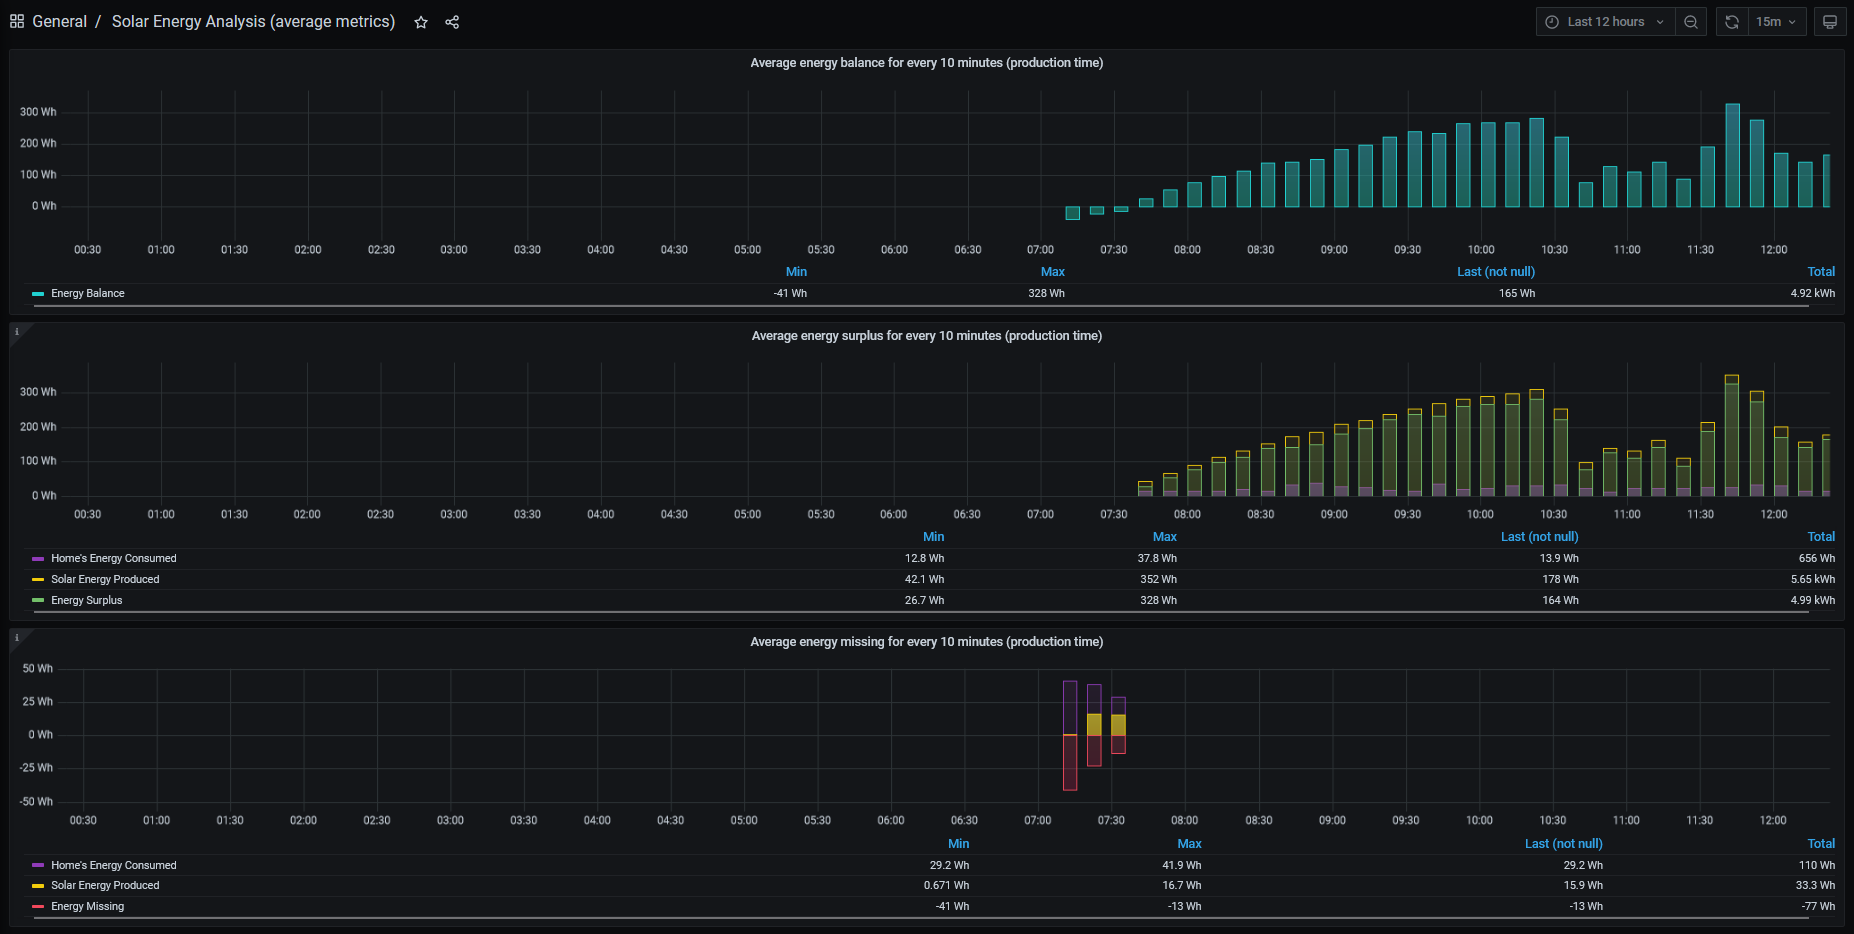 General / Solar Energy Analysis (average metrics) Last 12 hours 15m
Average energy balance for every 10 minutes (production time)
300 Wh
200 Wh
100 Wh
0 Wh
00:30 01:00 01:30 02:00 02:30 03:00 03:30 04:00 04:30 05:00 05:30 06:00 06:30 07:00 07:30 08:00 08:30 09:00 09:30 10:00 10:30 11:00 11:30 12:00
Min Max Last (not null) Total
Energy Balance -41 Wh 328 Wh 165 Wh 4.92 kWh
i
Average energy surplus for every 10 minutes (production time)
300 Wh
200 Wh
100 Wh
0 Wh
00:30 01:00 01:30 02:00 02:30 03:00 03:30 04:00 04:30 05:00 05:30 06:00 06:30 07:00 07:30 08:00 08:30 09:00 09:30 10:00 10:30 11:00 11:30 12:00
Min Max Last (not null) Total
Home's Energy Consumed 12.8 Wh 37.8 Wh 13.9 Wh 656 Wh
Solar Energy Produced 42.1 Wh 352 Wh 178 Wh 5.65 kWh
Energy Surplus 26.7 Wh 328 Wh 164 Wh 4.99 kWh
i
Average energy missing for every 10 minutes (production time)
50 Wh
25 Wh
0 Wh
-25 Wh
-50 Wh
00:30 01:00 01:30 02:00 02:30 03:00 03:30 04:00 04:30 05:00 05:30 06:00 06:30 07:00 07:30 08:00 08:30 09:00 09:30 10:00 10:30 11:00 11:30 12:00
Min Max Last (not null) Total
Home's Energy Consumed 29.2 Wh 41.9 Wh 29.2 Wh 110 Wh
Solar Energy Produced 0.671 Wh 16.7 Wh 15.9 Wh 33.3 Wh
Energy Missing -41 Wh -13 Wh -13 Wh -77 Wh